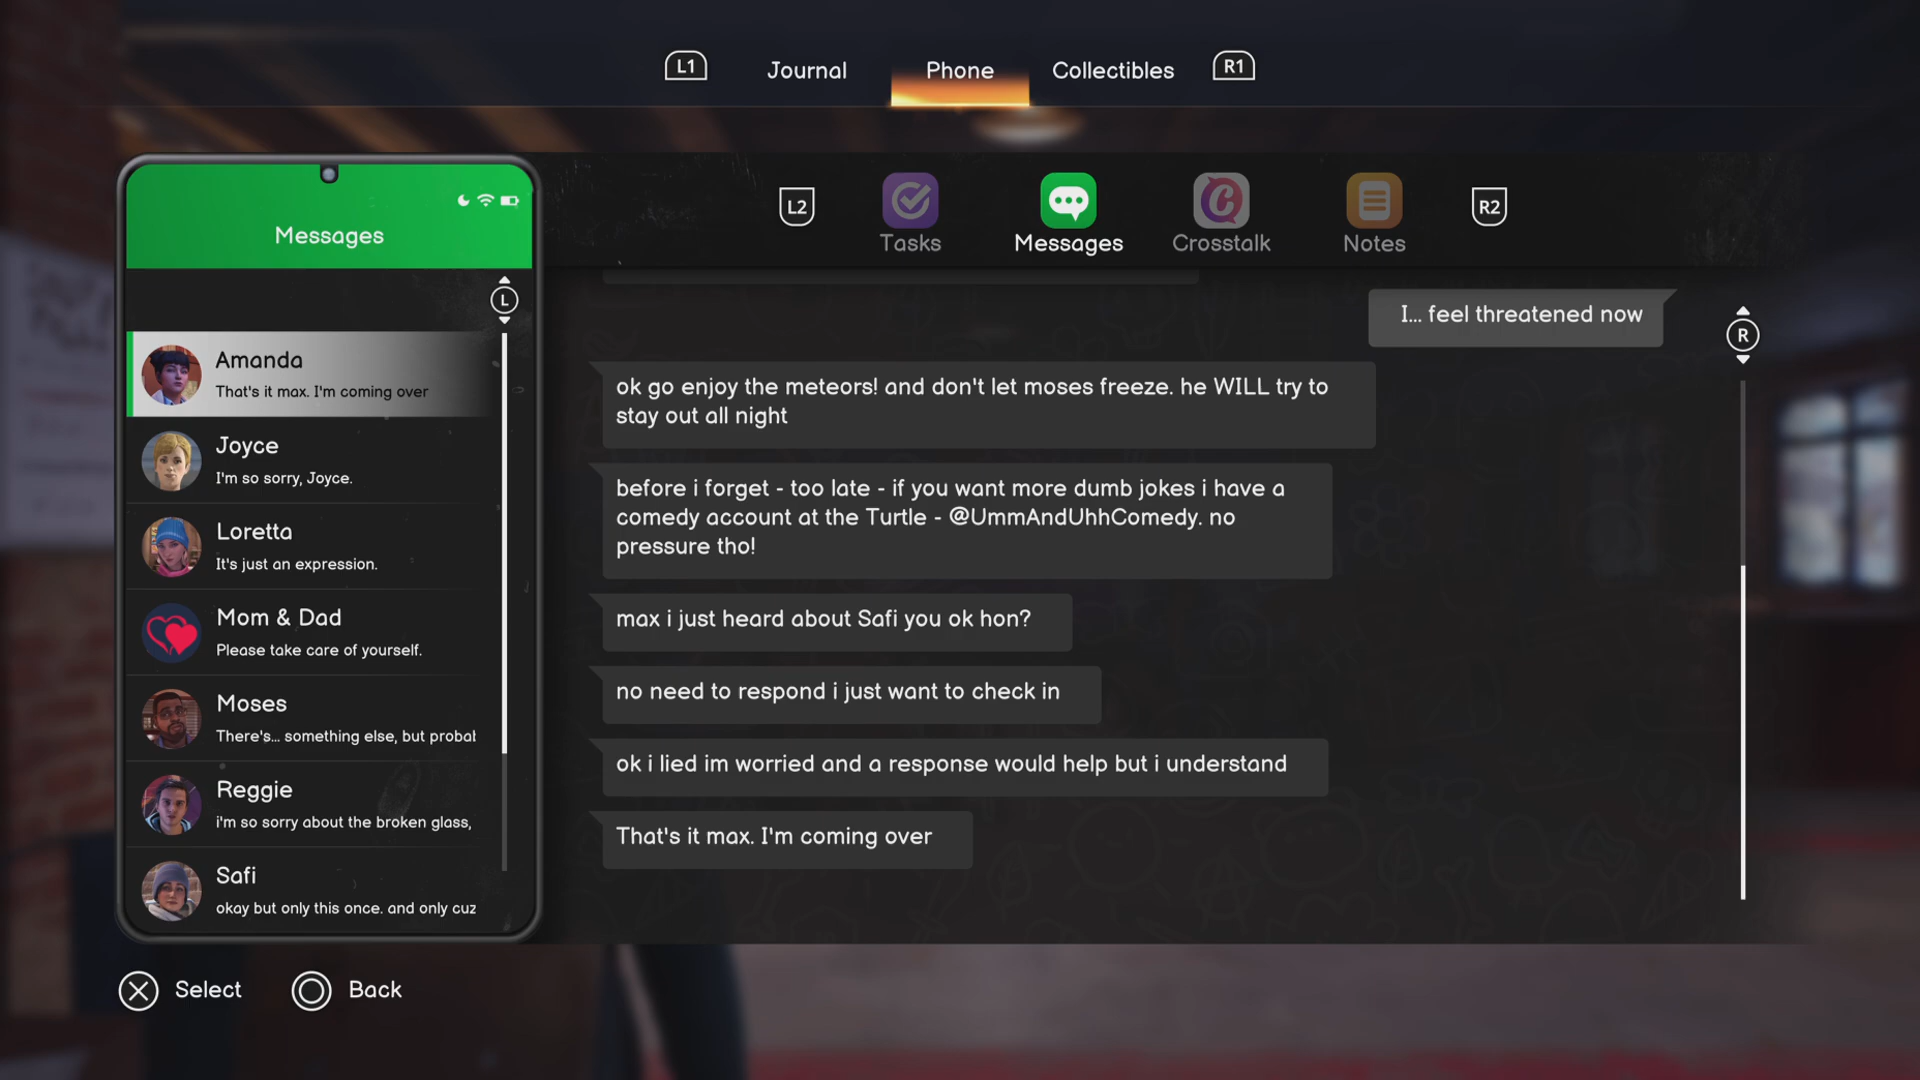 L1
Journal
Phone
Collectibles
R1
Messages
L
Amanda
That's it max. I'm coming over
Joyce
I'm so sorry, Joyce.
Loretta
It's just an expression.
Mom & Dad
Please take care of yourself.
Moses
There's... something else, but probab
Reggie
i'm so sorry about the broken glass,
Safi
okay but only this once. and only cuz
L2
Tasks
Messages
Crosstalk
Notes
R2
I... feel threatened now
R
ok go enjoy the meteors! and don't let moses freeze. he WILL try to
stay out all night
before i forget - too late - if you want more dumb jokes i have a
comedy account at the Turtle - @UmmAndUhhComedy. no
pressure tho!
max i just heard about Safi you ok hon?
no need to respond i just want to check in
ok i lied im worried and a response would help but i understand
That's it max. I'm coming over
Select
Back